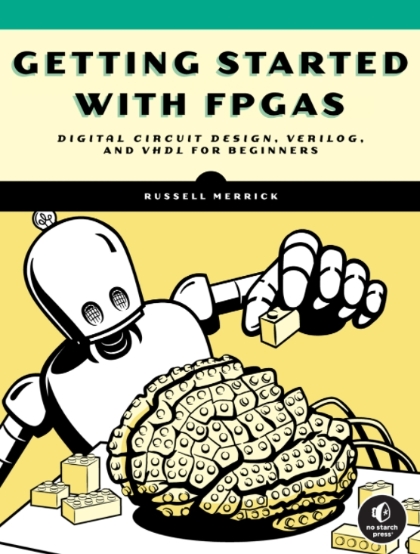 GETTING STARTED
WITH FPGAS
DIGITAL CIRCUIT DESIGN, VERILOG,
AND VHDL FOR BEGINNERS
RUSSELL MERRICK
no starch
press